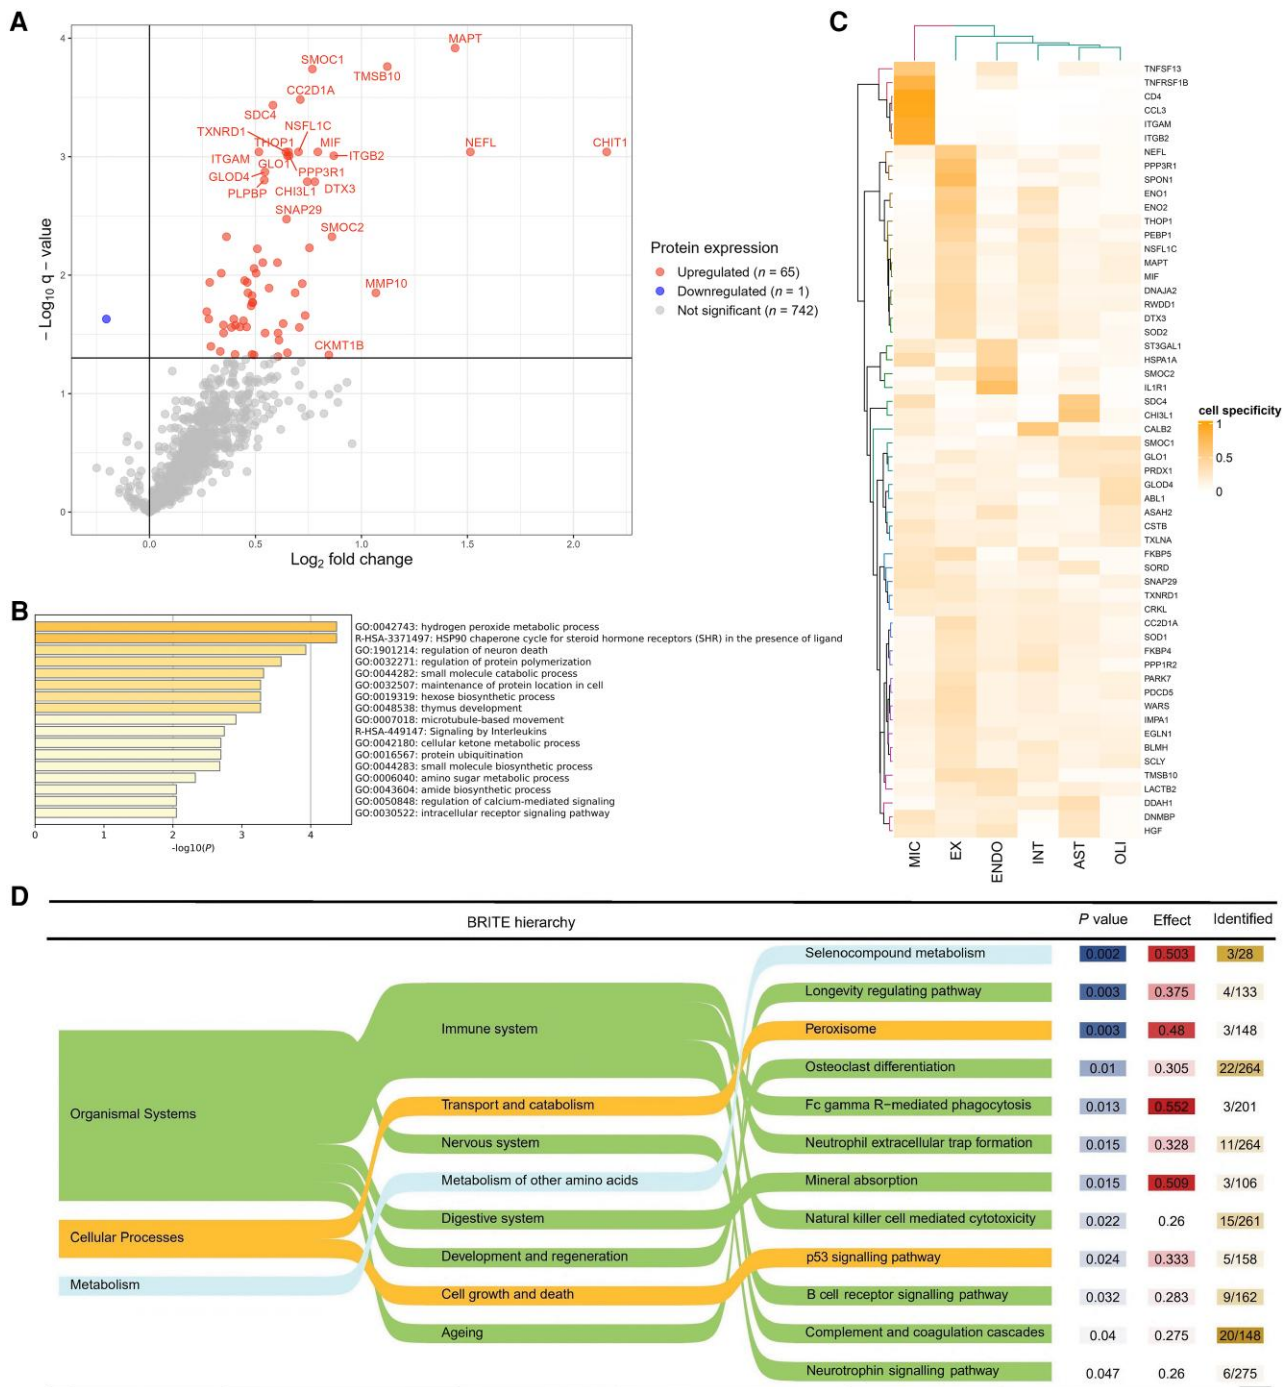 A
4
3
2
1
0
− Log10 q − value
MAPT
SMOC1
TMSB10
CC2D1A
SDC4
NSFL1C
TXNRD1
THOP1
MIF
NEFL
CHIT1
ITGAM
GLO1
ITGB2
GLOD4
PPP3R1
PLPBP
CHI3L1
DTX3
SNAP29
SMOC2
MMP10
CKMT1B
0.0
0.5
1.0
1.5
2.0
Log2 fold change
Protein expression
Upregulated (n = 65)
Downregulated (n = 1)
Not significant (n = 742)
B
GO:0042743: hydrogen peroxide metabolic process
R-HSA-3371497: HSP90 chaperone cycle for steroid hormone receptors (SHR) in the presence of ligand
GO:1901214: regulation of neuron death
GO:0032271: regulation of protein polymerization
GO:0044282: small molecule catabolic process
GO:0032507: maintenance of protein location in cell
GO:0019319: hexose biosynthetic process
GO:0048538: thymus development
GO:0007018: microtubule-based movement
R-HSA-449147: Signaling by Interleukins
GO:0042180: cellular ketone metabolic process
GO:0016567: protein ubiquitination
GO:0044283: small molecule biosynthetic process
GO:0006040: amino sugar metabolic process
GO:0043604: amide biosynthetic process
GO:0050848: regulation of calcium-mediated signaling
GO:0030522: intracellular receptor signaling pathway
0
1
2
3
4
-log10(P)
C
TNFSF13
TNFRSF1B
CD4
CCL3
ITGAM
ITGB2
NEFL
PPP3R1
SPON1
ENO1
ENO2
THOP1
PEBP1
NSFL1C
MAPT
MIF
DNAJA2
RWDD1
DTX3
SOD2
ST3GAL1
HSPA1A
SMOC2
IL1R1
SDC4
CHI3L1
CALB2
SMOC1
GLO1
PRDX1
GLOD4
ABL1
ASAH2
CSTB
TXLNA
FKBP5
SORD
SNAP29
TXNRD1
CRKL
CC2D1A
SOD1
FKBP4
PPP1R2
PARK7
PDCD5
WARS
IMPA1
EGLN1
BLMH
SCLY
TMSB10
LACTB2
DDAH1
DNMBP
HGF
MIC
EX
ENDO
INT
AST
OLI
cell specificity
1
0.5
0
D
BRITE hierarchy
P value
Effect
Identified
Organismal Systems
Cellular Processes
Metabolism
Immune system
Transport and catabolism
Nervous system
Metabolism of other amino acids
Digestive system
Development and regeneration
Cell growth and death
Ageing
Selenocompound metabolism 0.002 0.503 3/28
Longevity regulating pathway 0.003 0.375 4/133
Peroxisome 0.003 0.48 3/148
Osteoclast differentiation 0.01 0.305 22/264
Fc gamma R−mediated phagocytosis 0.013 0.552 3/201
Neutrophil extracellular trap formation 0.015 0.328 11/264
Mineral absorption 0.015 0.509 3/106
Natural killer cell mediated cytotoxicity 0.022 0.26 15/261
p53 signalling pathway 0.024 0.333 5/158
B cell receptor signalling pathway 0.032 0.283 9/162
Complement and coagulation cascades 0.04 0.275 20/148
Neurotrophin signalling pathway 0.047 0.26 6/275